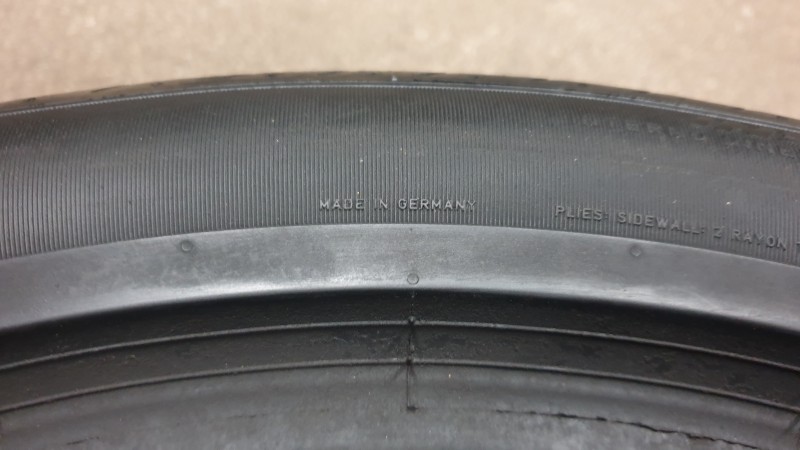 MADE IN GERMANY
PLIES: SIDEWALL: 2 RAYON